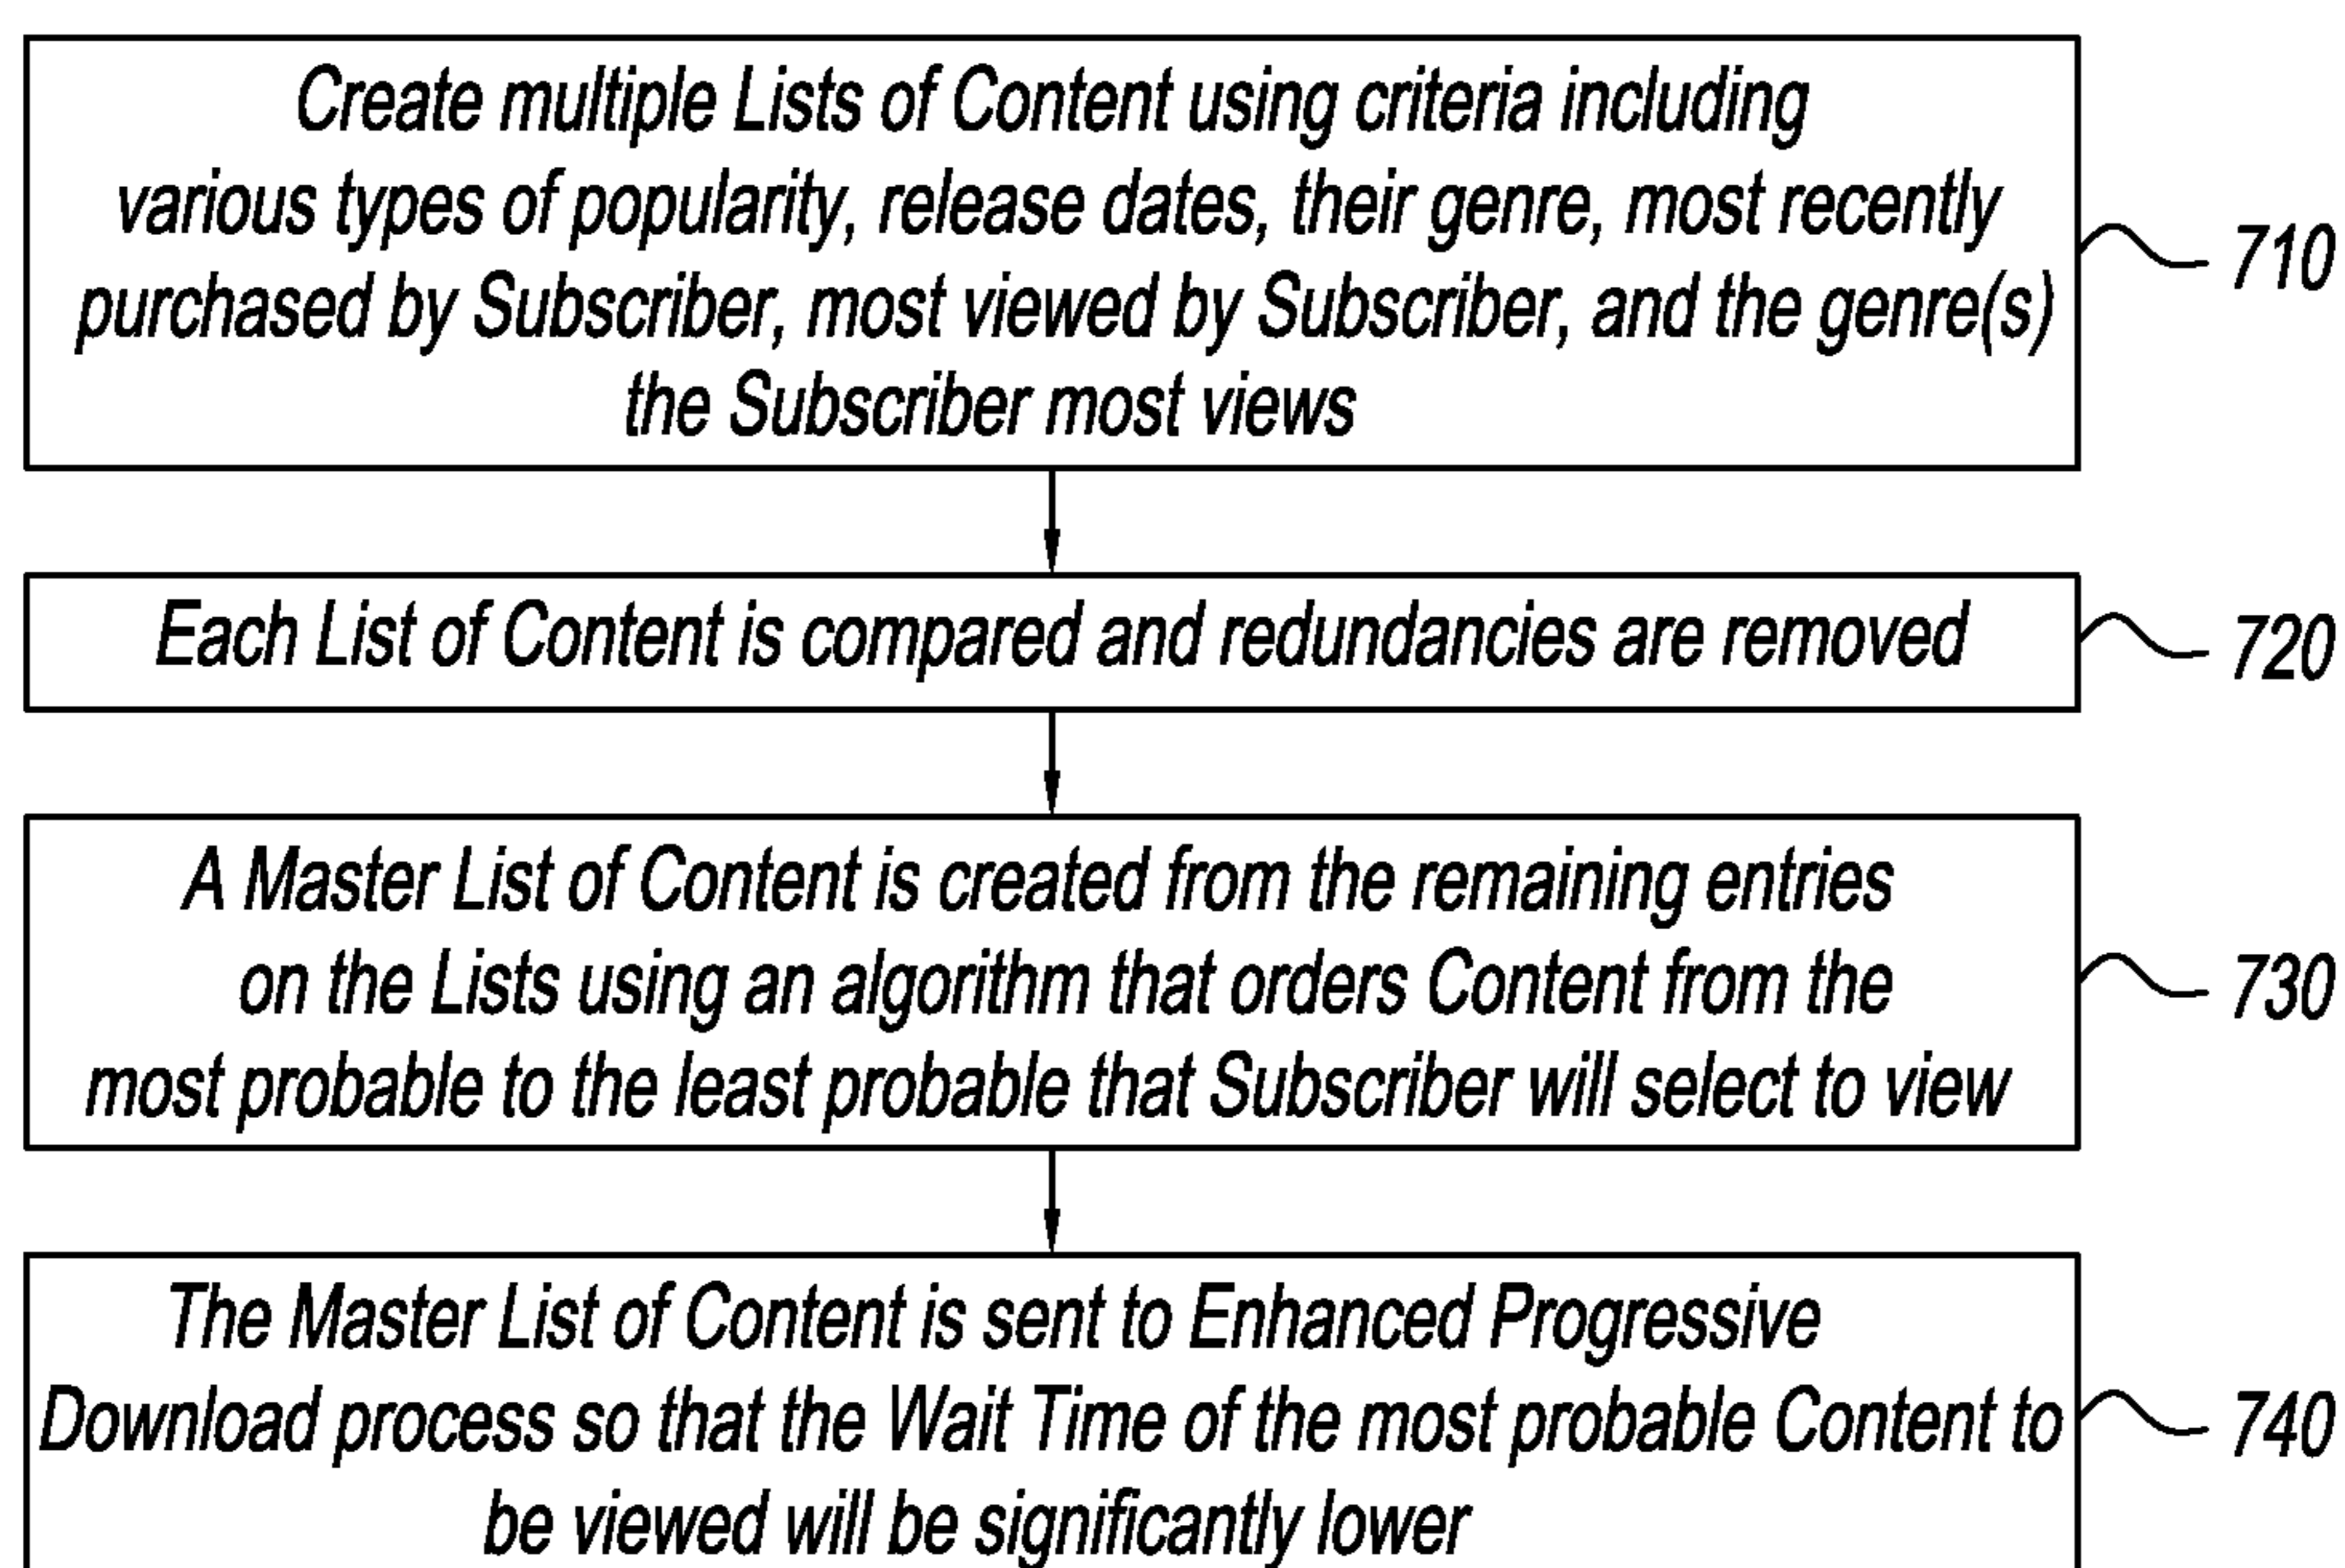 Create multiple Lists of Content using criteria including
various types of popularity, release dates, their genre, most recently
purchased by Subscriber, most viewed by Subscriber, and the genre(s)
the Subscriber most views
710
Each List of Content is compared and redundancies are removed
720
A Master List of Content is created from the remaining entries
on the Lists using an algorithm that orders Content from the
most probable to the least probable that Subscriber will select to view
730
The Master List of Content is sent to Enhanced Progressive
Download process so that the Wait Time of the most probable Content to
be viewed will be significantly lower
740